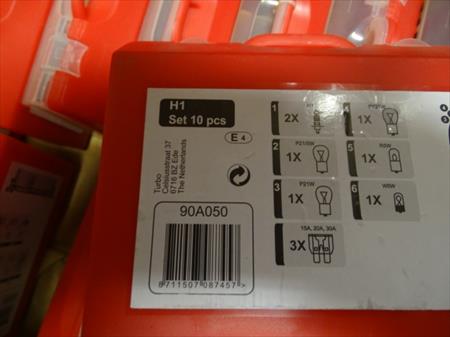 H1
Set 10 pcs
E 4
Turbo
Celsiusstraat 37
6716 BZ Ede
The Netherlands
90A050
8 711507 087457 >
1
2X
H1
2
P21/5W
1X
3
P21W
1X
15A, 20A, 30A
3X
4
1X
5
R5W
1X
6
W5W
1X